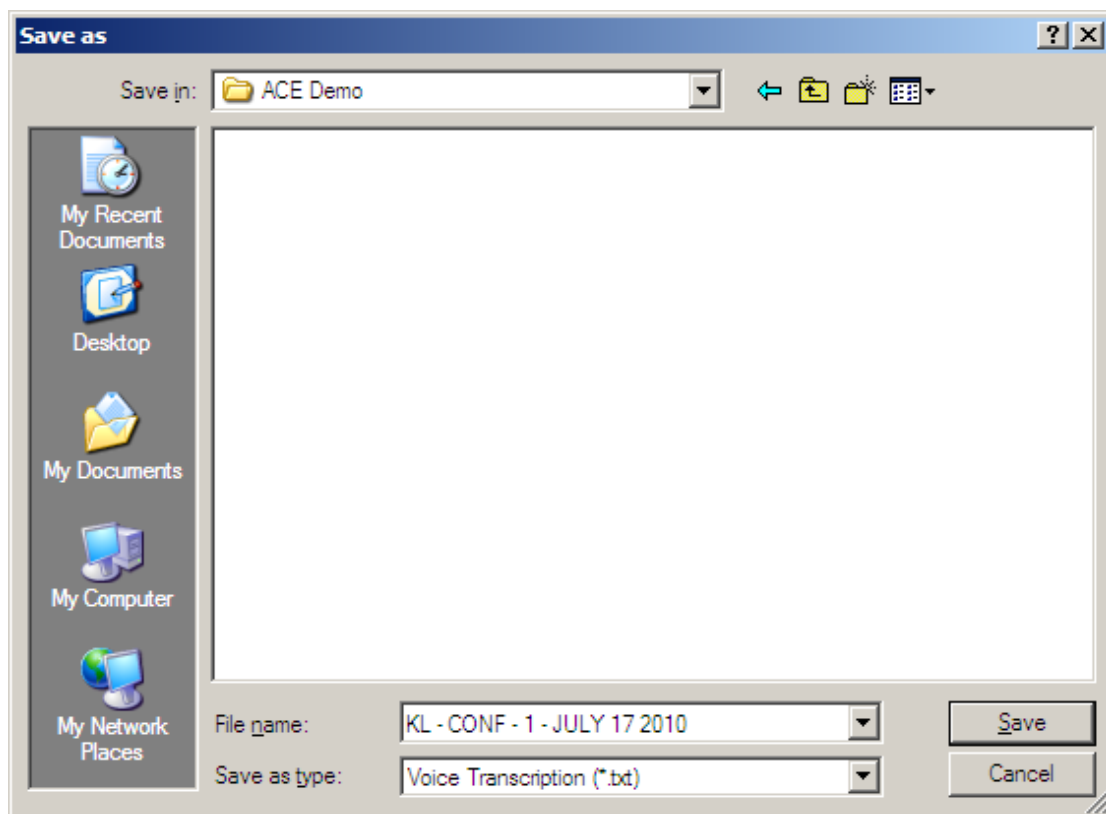 Save as
Save in: ACE Demo
My Recent
Documents
Desktop
My Documents
My Computer
My Network
Places
File name: KL - CONF - 1 - JULY 17 2010 Save
Save as type: Voice Transcription (*.txt) Cancel